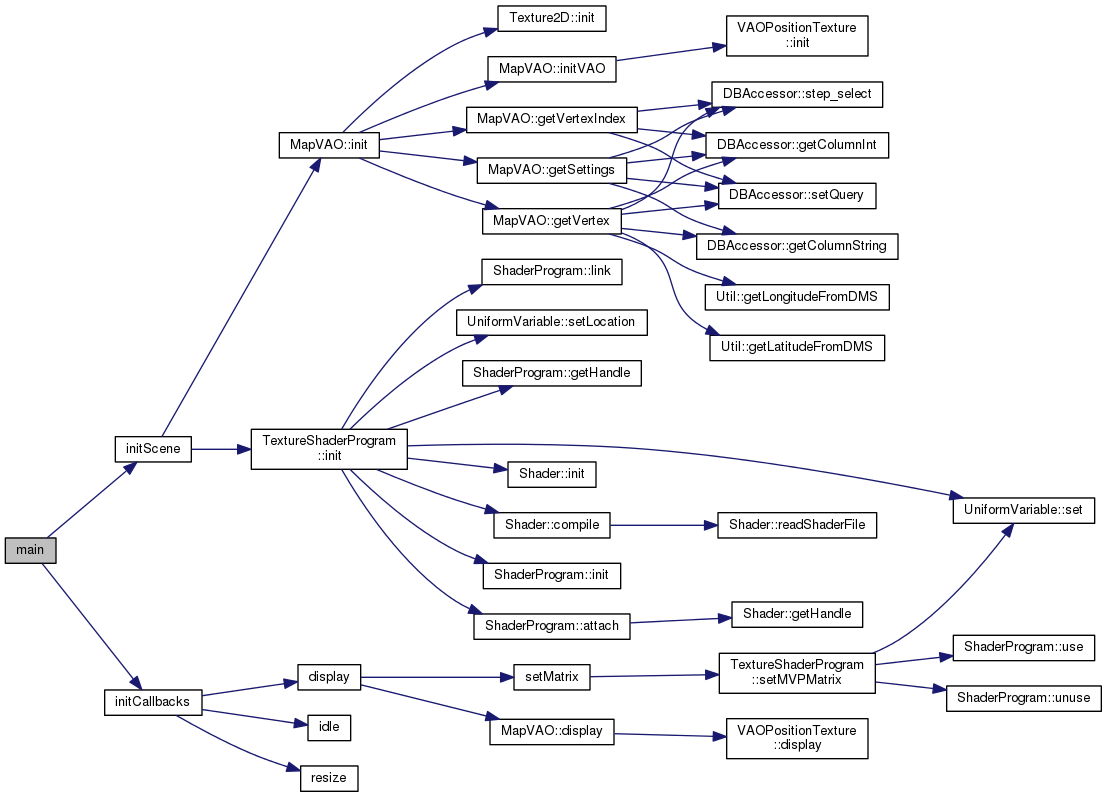 Texture2D::init
VAOPositionTexture
::init
MapVAO::initVAO
DBAccessor::step_select
MapVAO::getVertexIndex
MapVAO::init
DBAccessor::getColumnInt
MapVAO::getSettings
DBAccessor::setQuery
MapVAO::getVertex
DBAccessor::getColumnString
ShaderProgram::link
Util::getLongitudeFromDMS
UniformVariable::setLocation
Util::getLatitudeFromDMS
ShaderProgram::getHandle
initScene
TextureShaderProgram
::init
Shader::init
UniformVariable::set
Shader::compile
Shader::readShaderFile
main
ShaderProgram::init
ShaderProgram::attach
Shader::getHandle
ShaderProgram::use
display
setMatrix
TextureShaderProgram
::setMVPMatrix
ShaderProgram::unuse
initCallbacks
idle
MapVAO::display
VAOPositionTexture
::display
resize